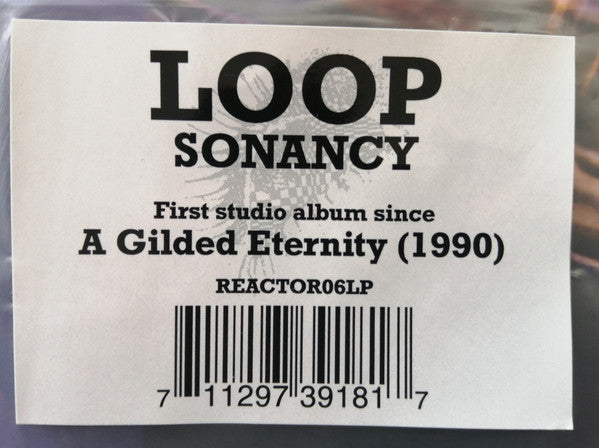 LOOP
SONANCY
First studio album since
A Gilded Eternity (1990)
REACTOR06LP
7 11297 39181 7